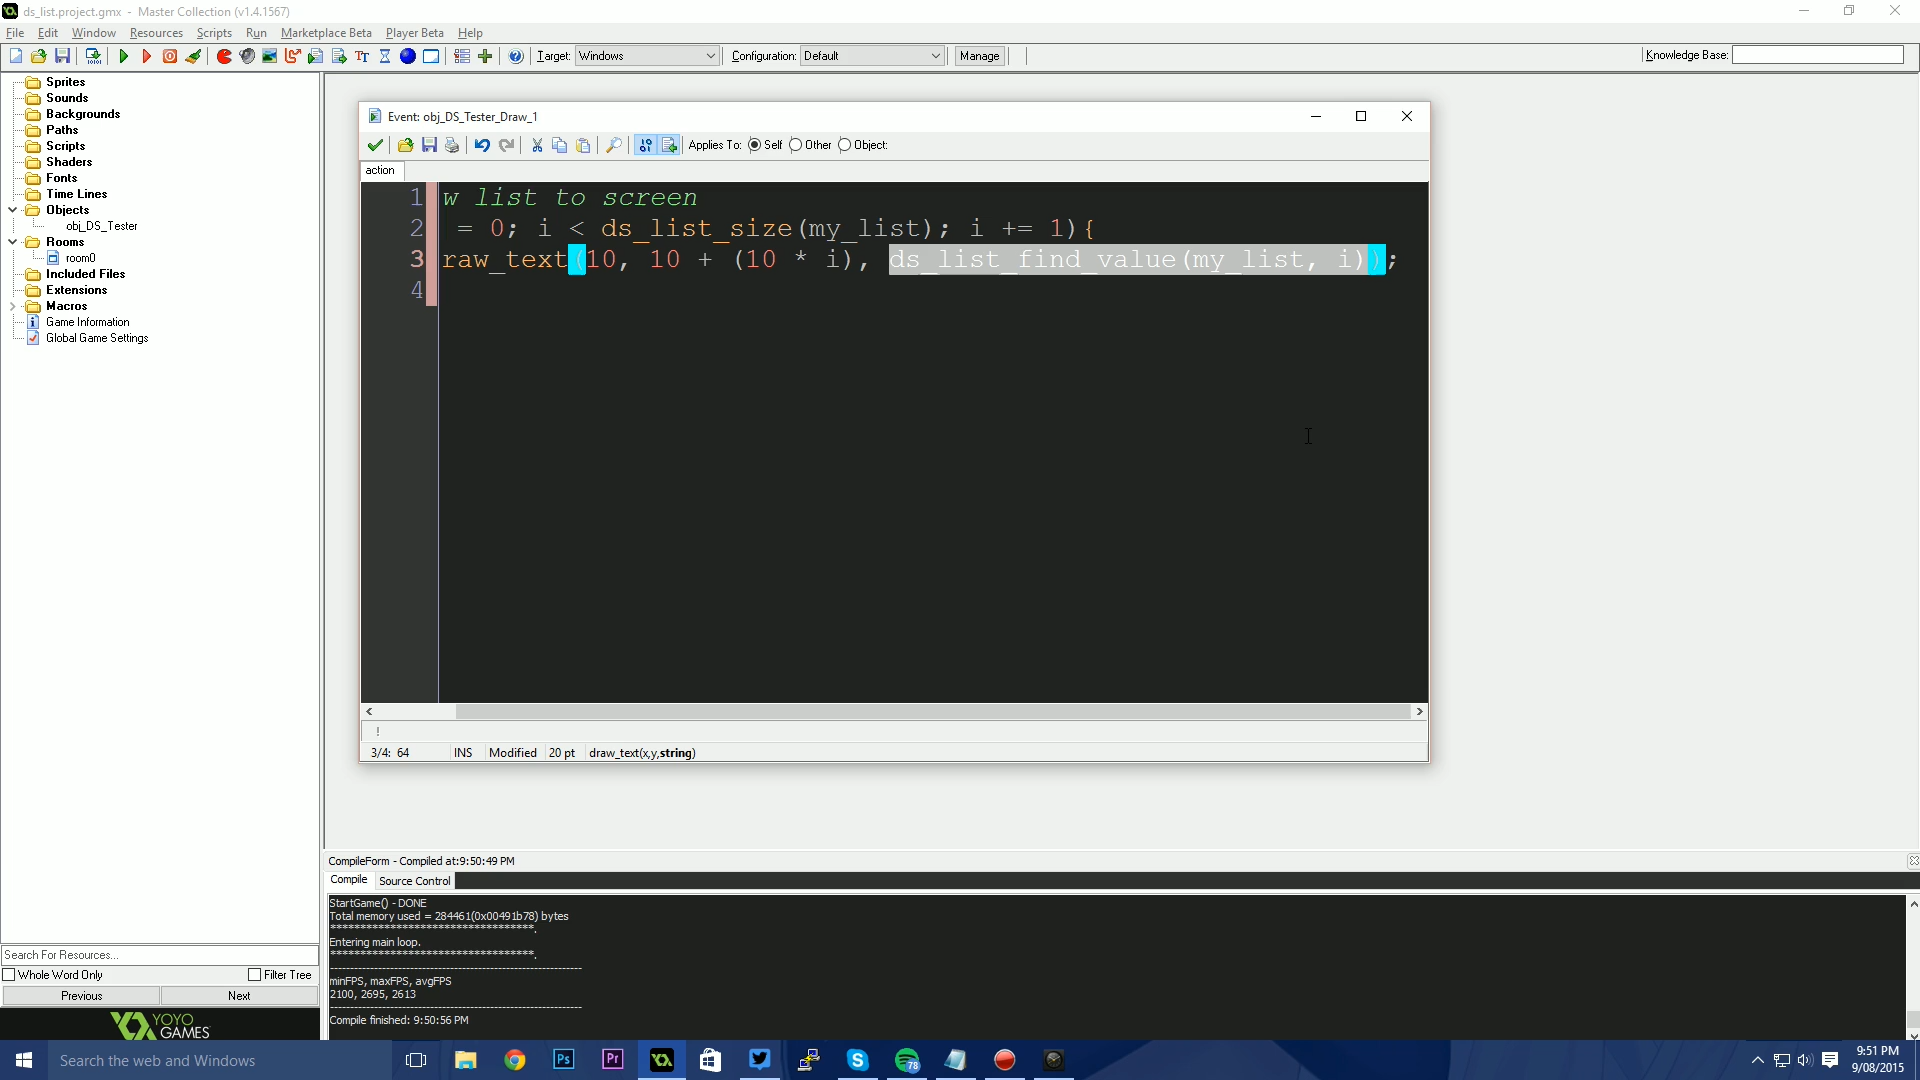 ds_list.project.gmx - Master Collection (v1.4.1567)
File Edit Window Resources Scripts Run Marketplace Beta Player Beta Help
Target: Windows Configuration: Default Manage Knowledge Base:
Sprites
Sounds
Backgrounds
Paths
Scripts
Shaders
Fonts
Time Lines
Objects
obj_DS_Tester
Rooms
room0
Included Files
Extensions
Macros
Game Information
Global Game Settings
Event: obj_DS_Tester_Draw_1
Applies To: Self Other Object:
action
1 w list to screen
2 = 0; i < ds_list_size(my_list); i += 1){
3 raw_text(10, 10 + (10 * i), ds_list_find_value(my_list, i));
4
!
3/4: 64 INS Modified 20 pt draw_text(x,y,string)
CompileForm - Compiled at:9:50:49 PM
Compile Source Control
StartGame() - DONE
Total memory used = 284461(0x00491b78) bytes
**********************************.
Entering main loop.
**********************************.
minFPS, maxFPS, avgFPS
2100, 2695, 2613
Compile finished: 9:50:56 PM
Search For Resources...
Whole Word Only Filter Tree
Previous Next
YOYO
GAMES
Search the web and Windows
Ps
Pr
78
9:51 PM
9/08/2015